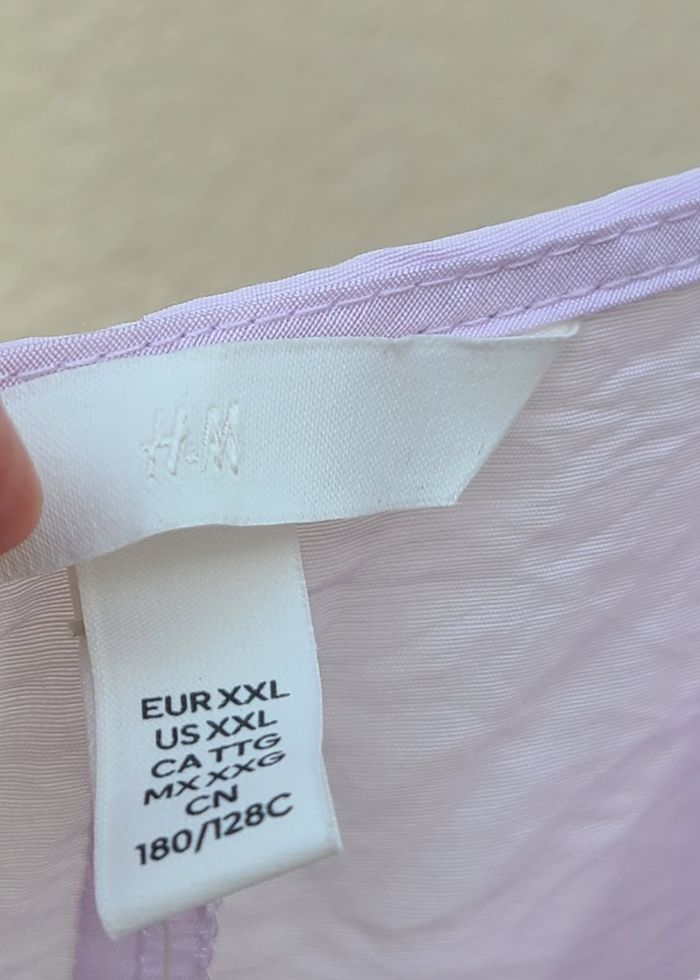 H&M
EUR XXL
US XXL
CA TTG
MX XXG
CN
180/128C